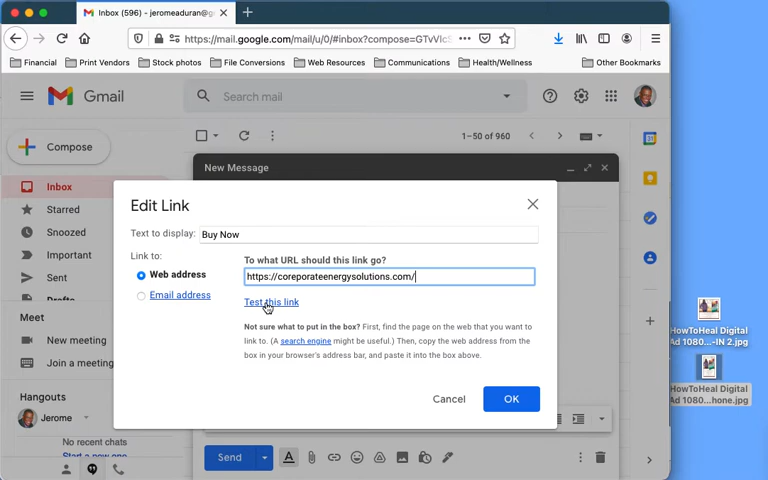 Inbox (596) - jeromeaduran@g
https://mail.google.com/mail/u/0/#inbox?compose=GTvVlcS
Financial Print Vendors Stock photos File Conversions Web Resources Communications Health/Wellness Other Bookmarks
Gmail
Search mail
Compose
1–50 of 960
Inbox
Starred
Snoozed
Important
Sent
Drafts
Meet
New meeting
Join a meeting
Hangouts
Jerome
No recent chats
Start a new one
New Message
Edit Link
Text to display: Buy Now
Link to:
Web address
Email address
To what URL should this link go?
https://coreporateenergysolutions.com/
Test this link
Not sure what to put in the box? First, find the page on the web that you want to
link to. (A search engine might be useful.) Then, copy the web address from the
box in your browser's address bar, and paste it into the box above.
Cancel
OK
Send
HowToHeal Digital
Ad 1080...-IN 2.jpg
HowToHeal Digital
Ad 1080...hone.jpg